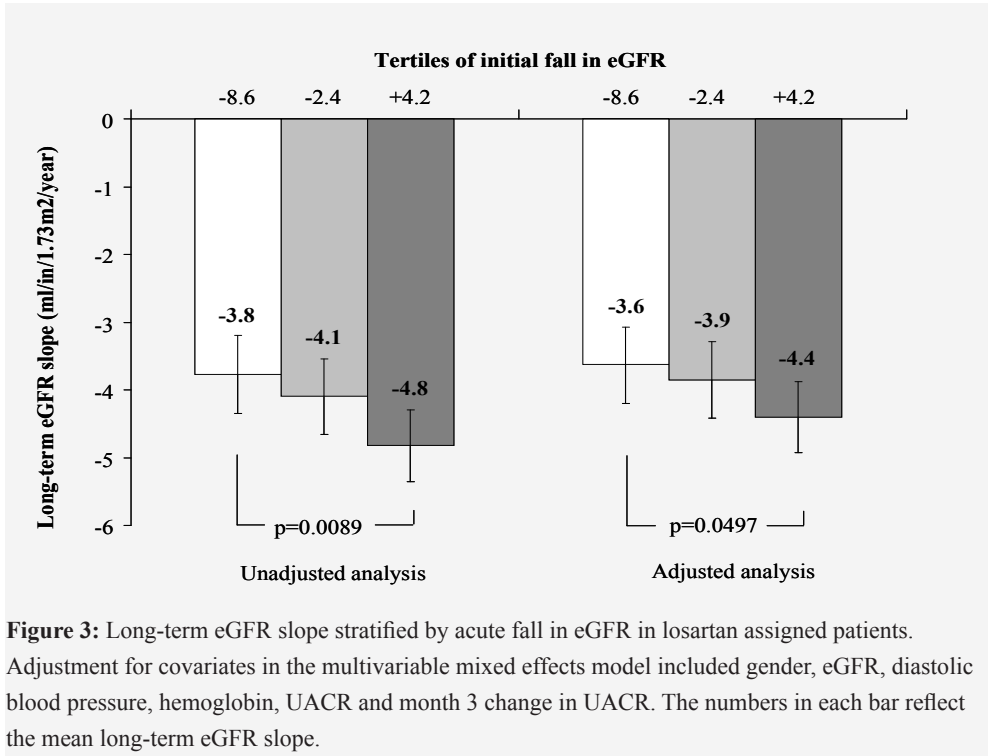 Tertiles of initial fall in eGFR
-8.6 -2.4 +4.2 -8.6 -2.4 +4.2
0
-1
-2
-3
-4
-5
-6
Long-term eGFR slope (ml/in/1.73m2/year)
-3.8
-4.1
-4.8
-3.6
-3.9
-4.4
p=0.0089 p=0.0497
Unadjusted analysis Adjusted analysis
Figure 3: Long-term eGFR slope stratified by acute fall in eGFR in losartan assigned patients.
Adjustment for covariates in the multivariable mixed effects model included gender, eGFR, diastolic
blood pressure, hemoglobin, UACR and month 3 change in UACR. The numbers in each bar reflect
the mean long-term eGFR slope.